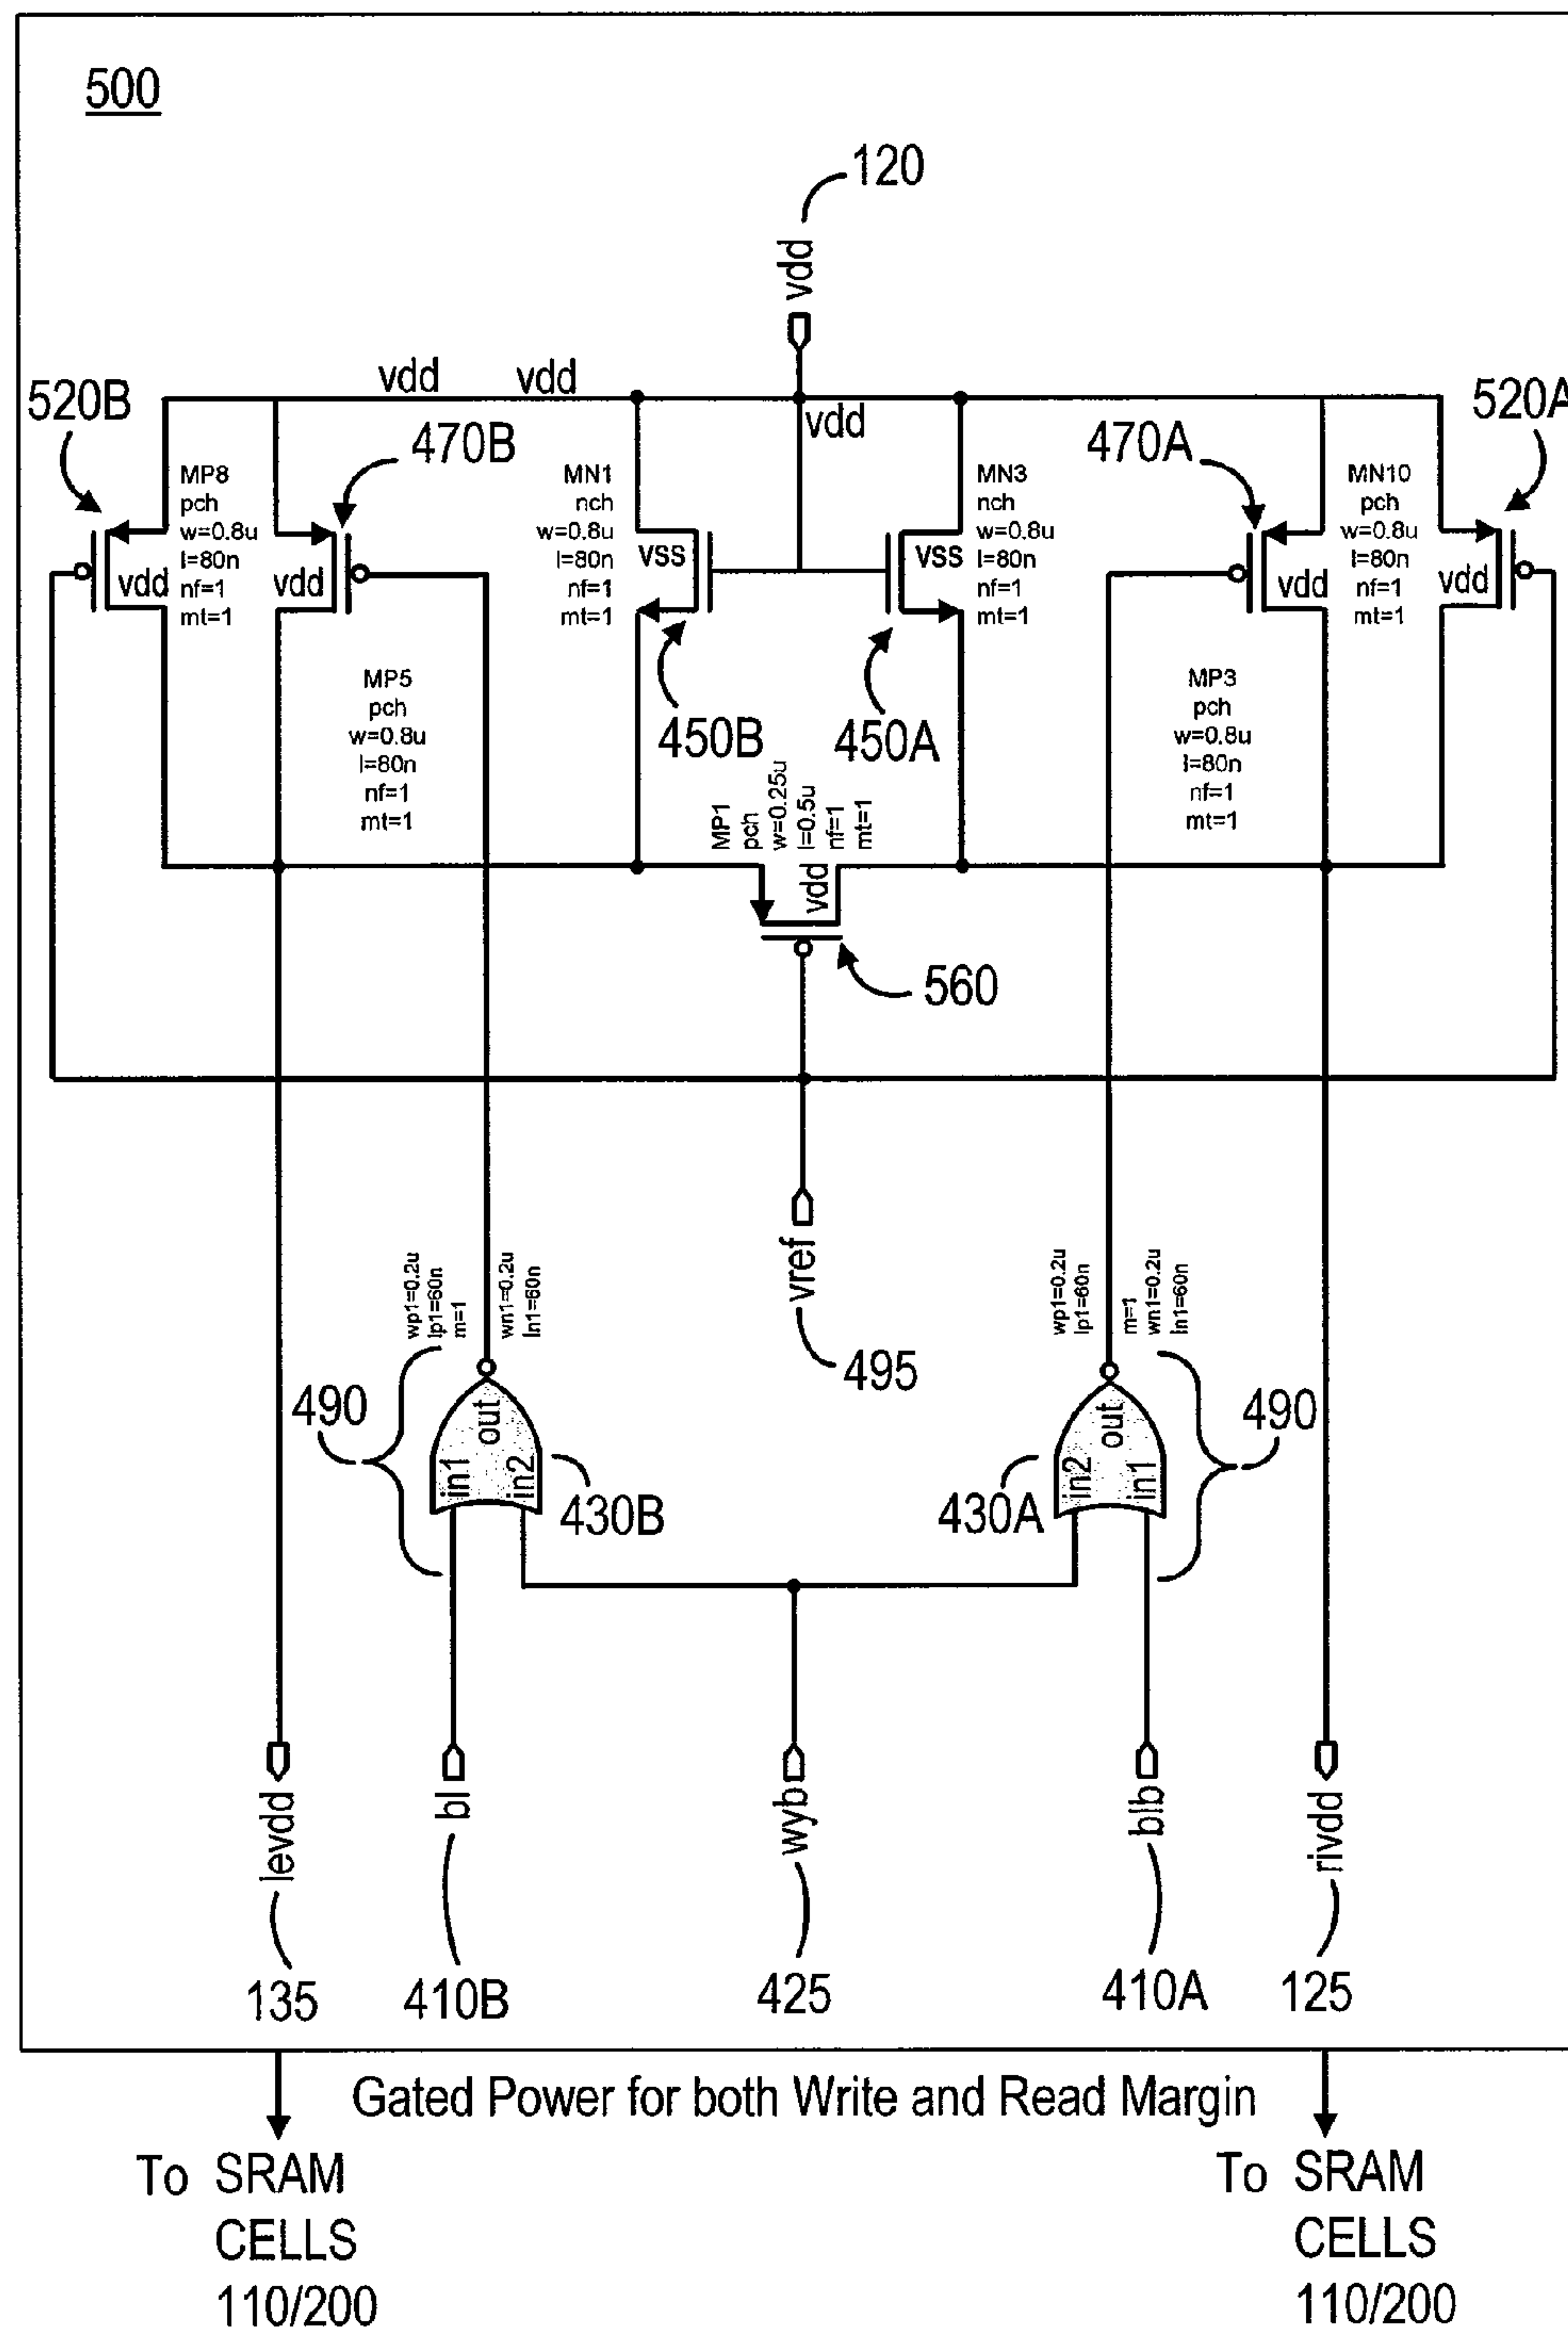 500
120
vdd
vdd
vdd
vdd
520B
470B
470A
520A
MP8
pch
w=0.8u
l=80n
nf=1
mt=1
vdd
vdd
MN1
nch
w=0.8u
l=80n
nf=1
mt=1
VSS
VSS
MN3
nch
w=0.8u
l=80n
nf=1
mt=1
vdd
MN10
pch
w=0.8u
l=80n
nf=1
mt=1
vdd
MP5
pch
w=0.8u
l=80n
nf=1
mt=1
450B
450A
MP3
pch
w=0.8u
l=80n
nf=1
mt=1
MP1
pch
w=0.25u
l=0.5u
nf=1
mt=1
vdd
560
wp1=0.2u
lp1=60n
m=1
wn1=0.2u
ln1=60n
vref
495
wp1=0.2u
lp1=60n
m=1
wn1=0.2u
ln1=60n
490
out
in1
in2
430B
430A
out
in2
in1
490
levdd
bl
wyb
blb
rivdd
135
410B
425
410A
125
Gated Power for both Write and Read Margin
To SRAM
CELLS
110/200
To SRAM
CELLS
110/200